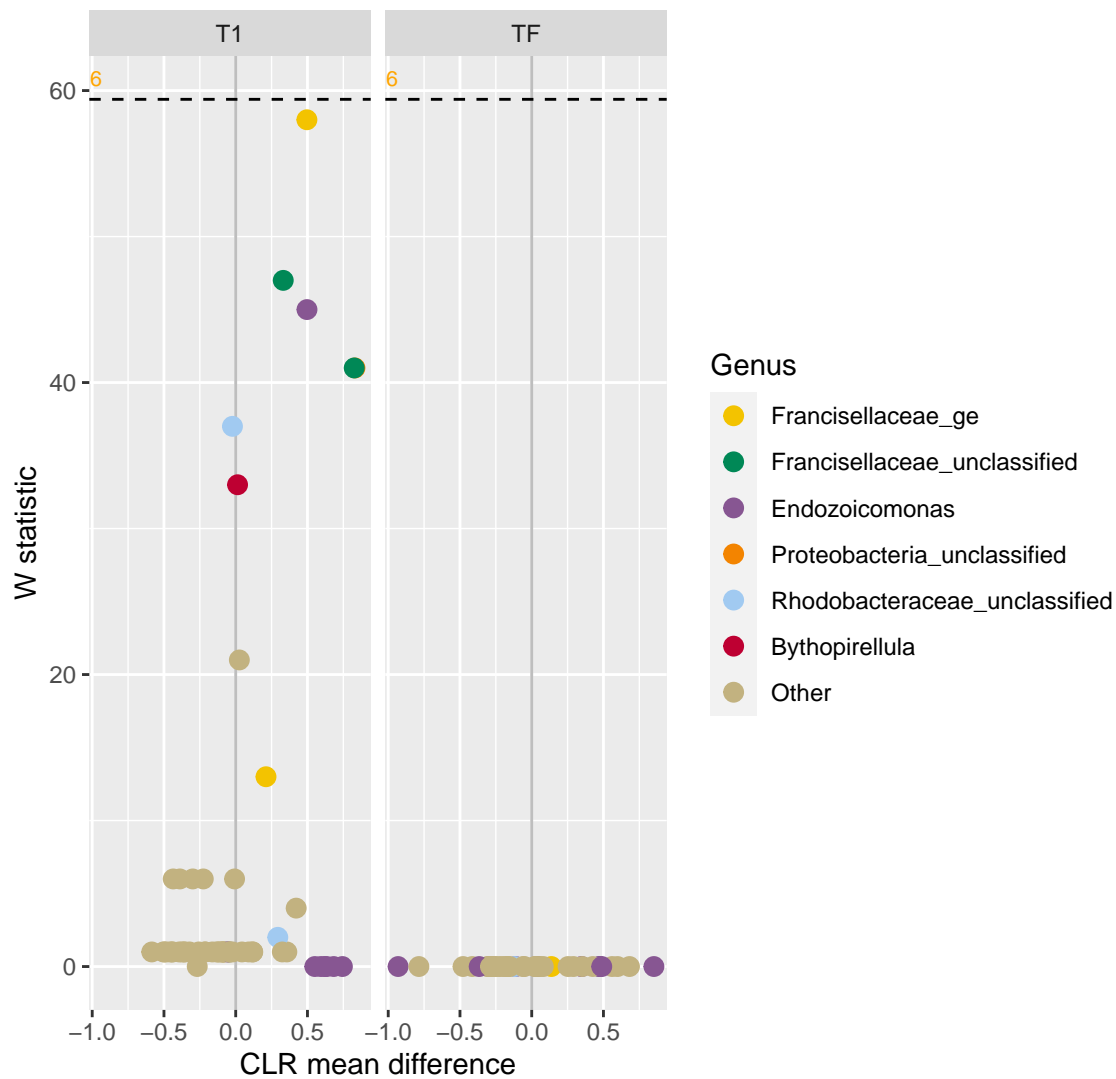 T1
TF
6
6
60
40
20
0
W statistic
−1.0
−0.5
0.0
0.5
−1.0
−0.5
0.0
0.5
CLR mean difference
Genus
Francisellaceae_ge
Francisellaceae_unclassified
Endozoicomonas
Proteobacteria_unclassified
Rhodobacteraceae_unclassified
Bythopirellula
Other